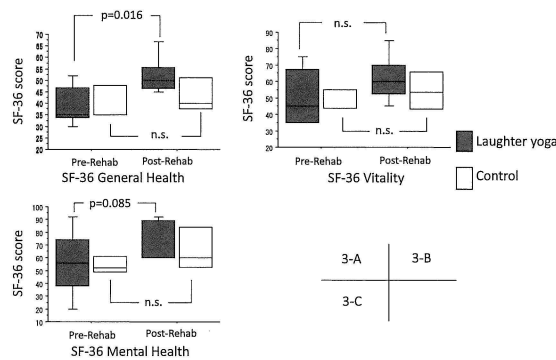 p=0.016
70
65
60
55
50
45
40
35
30
25
20
SF-36 score
n.s.
Pre-Rehab Post-Rehab
SF-36 General Health
n.s.
90
80
70
60
50
40
30
20
SF-36 score
n.s.
Pre-Rehab Post-Rehab
SF-36 Vitality
Laughter yoga
Control
p=0.085
100
90
80
70
60
50
40
30
20
10
SF-36 score
n.s.
Pre-Rehab Post-Rehab
SF-36 Mental Health
3-A 3-B
3-C